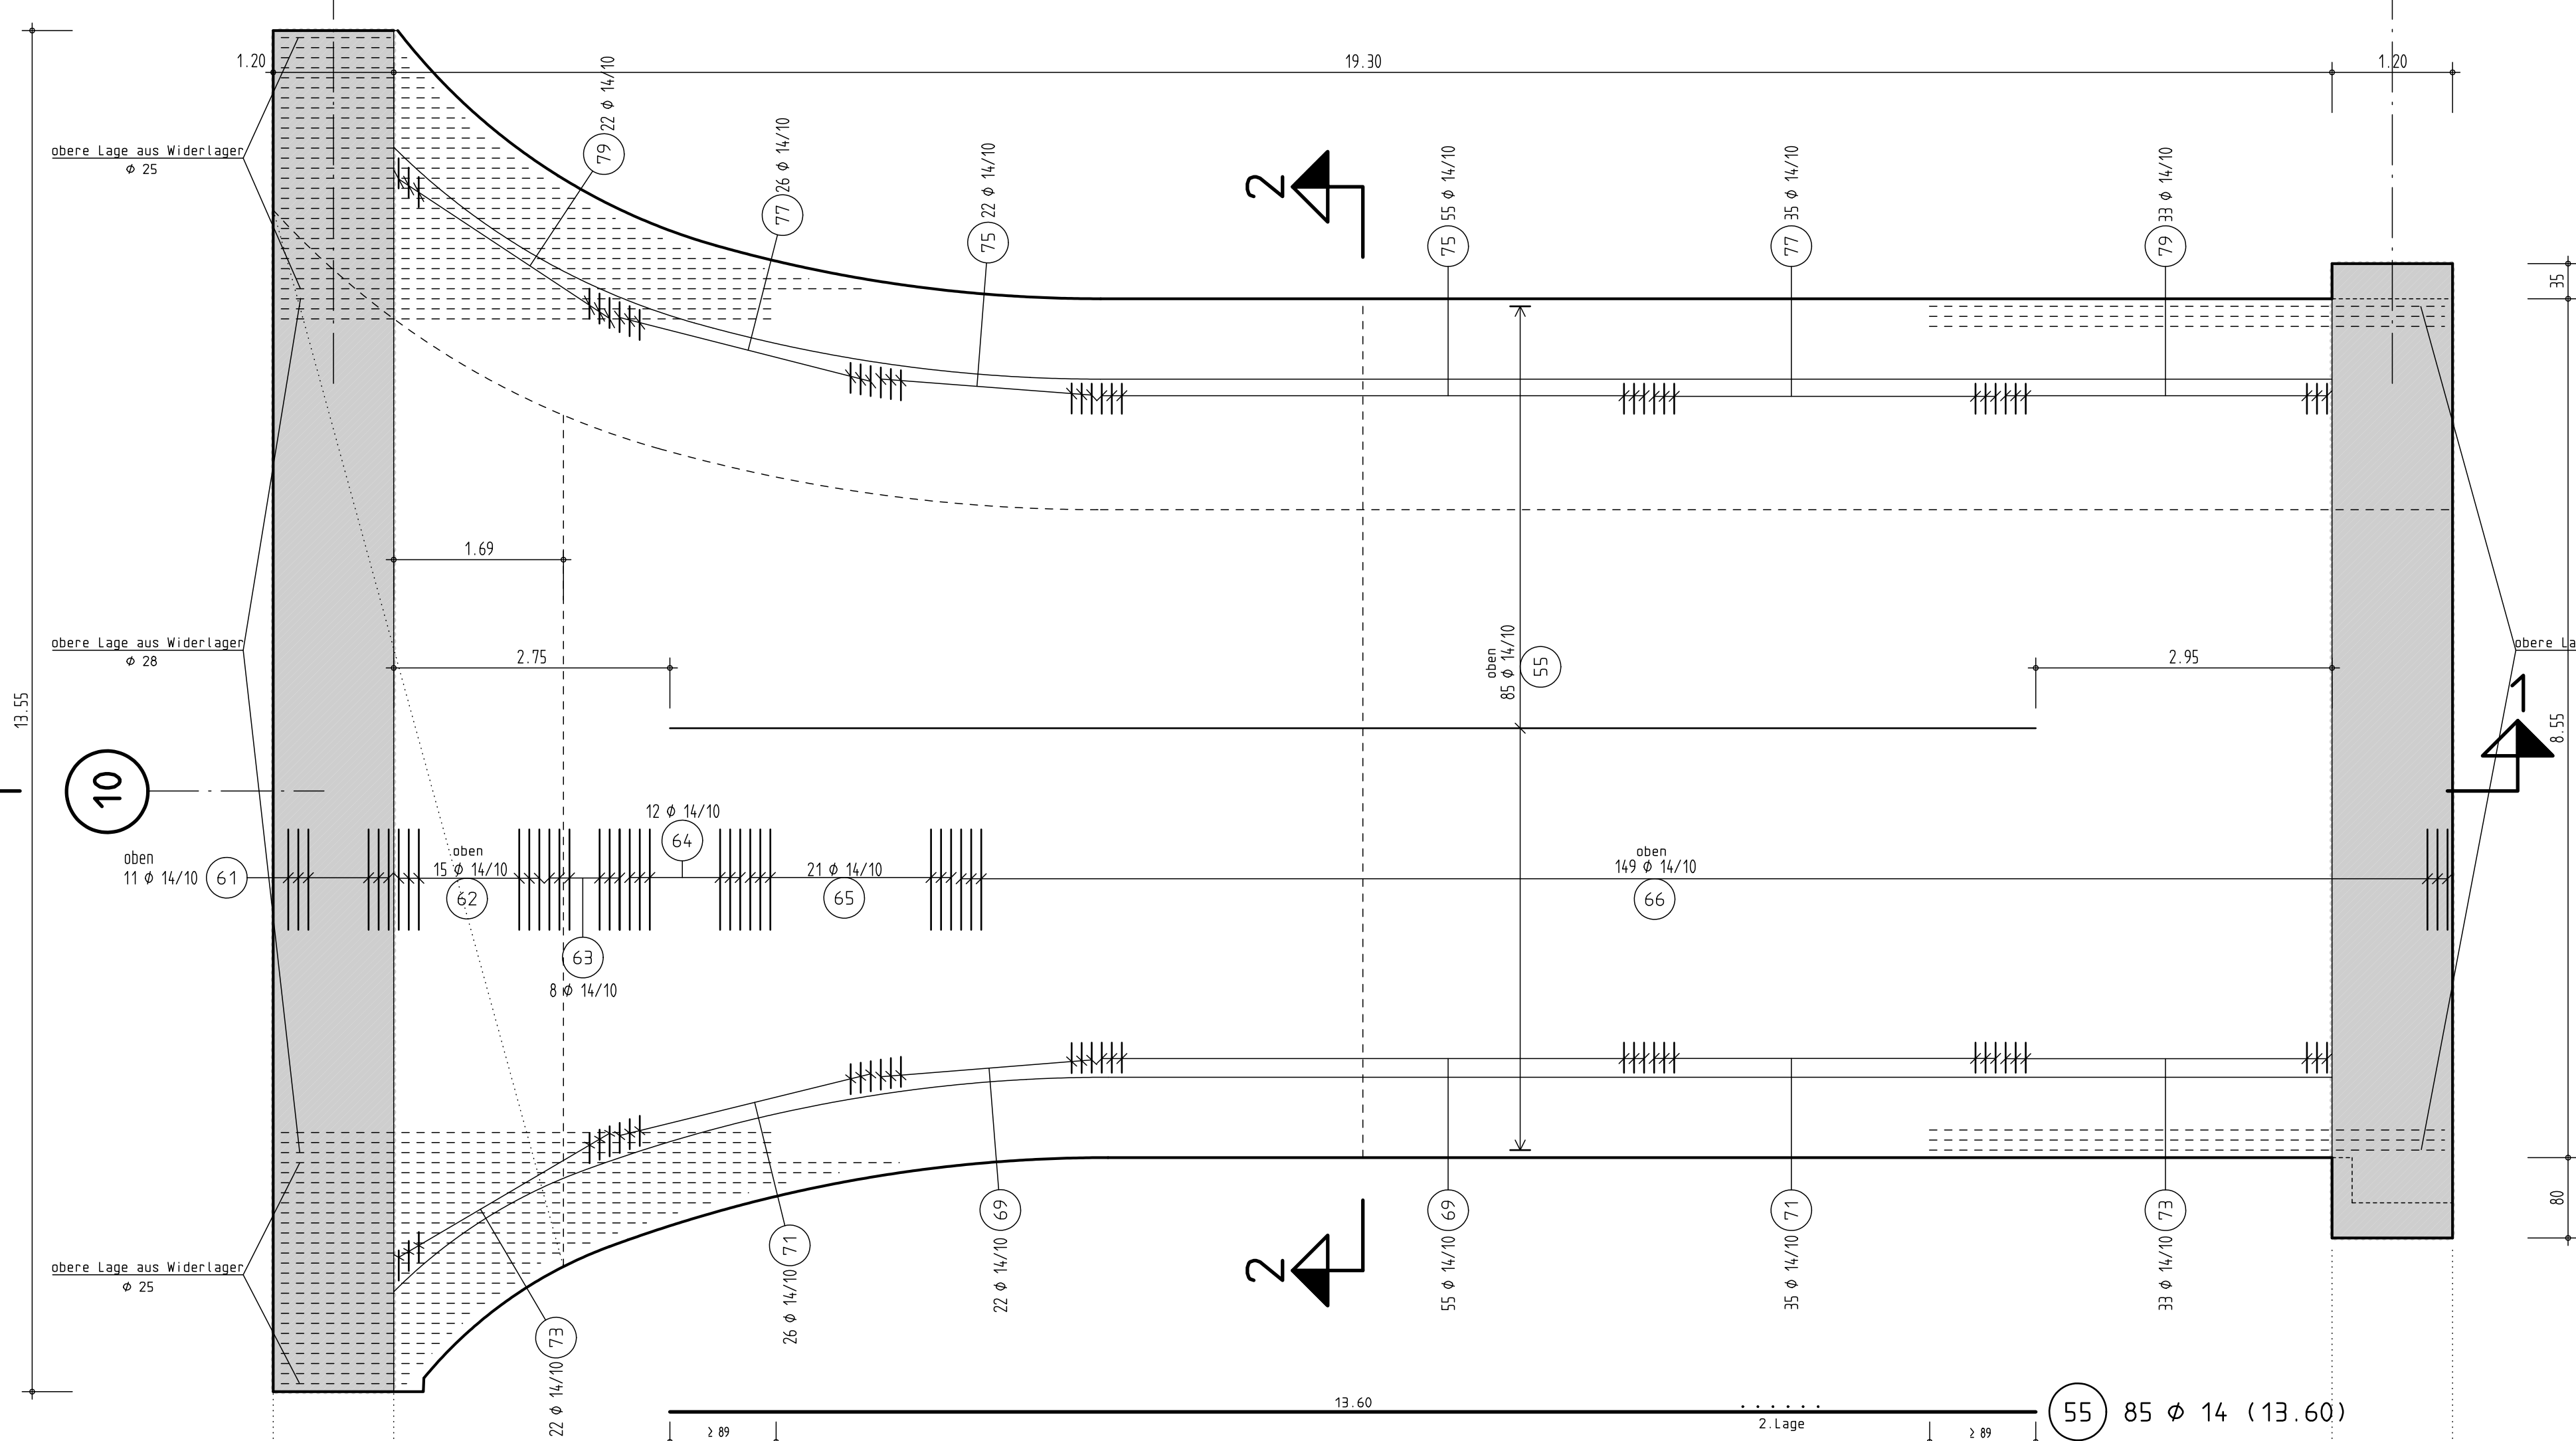 1.20
19.30
1.20
22 ϕ 14/10
79
26 ϕ 14/10
77
22 ϕ 14/10
75
2
55 ϕ 14/10
75
35 ϕ 14/10
77
33 ϕ 14/10
79
35
obere Lage aus Widerlager
ϕ 25
1.69
2.75
2.95
oben
85 ϕ 14/10
55
obere Lage aus Widerlager
ϕ 28
obere La
13.55
1
8.55
10
12 ϕ 14/10
64
oben
11 ϕ 14/10
61
oben
15 ϕ 14/10
62
21 ϕ 14/10
65
oben
149 ϕ 14/10
66
63
8 ϕ 14/10
obere Lage aus Widerlager
ϕ 25
73
22 ϕ 14/10
71
26 ϕ 14/10
69
22 ϕ 14/10
2
69
55 ϕ 14/10
71
35 ϕ 14/10
73
33 ϕ 14/10
80
13.60
2.Lage
55
85 ϕ 14 (13.60)
≥ 89
≥ 89